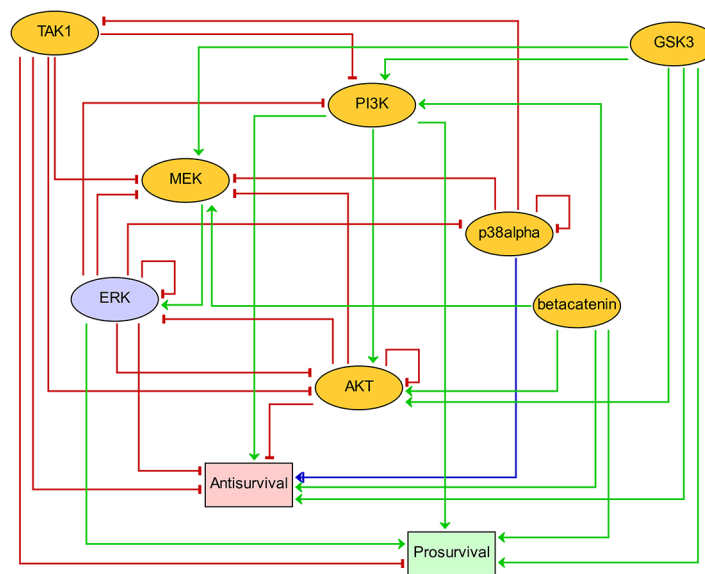 TAK1
GSK3
PI3K
MEK
p38alpha
ERK
betacatenin
AKT
Antisurvival
Prosurvival